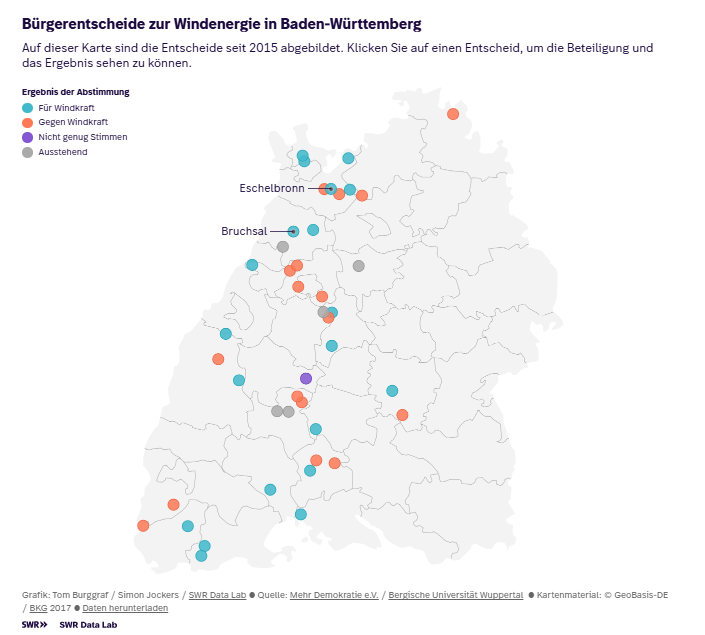 Bürgerentscheide zur Windenergie in Baden-Württemberg
Auf dieser Karte sind die Entscheide seit 2015 abgebildet. Klicken Sie auf einen Entscheid, um die Beteiligung und
das Ergebnis sehen zu können.
Ergebnis der Abstimmung
Für Windkraft
Gegen Windkraft
Nicht genug Stimmen
Ausstehend
Eschelbronn
Bruchsal
Grafik: Tom Burggraf / Simon Jockers / SWR Data Lab ● Quelle: Mehr Demokratie e.V. / Bergische Universität Wuppertal ● Kartenmaterial: © GeoBasis-DE
/ BKG 2017 ● Daten herunterladen
SWR» SWR Data Lab